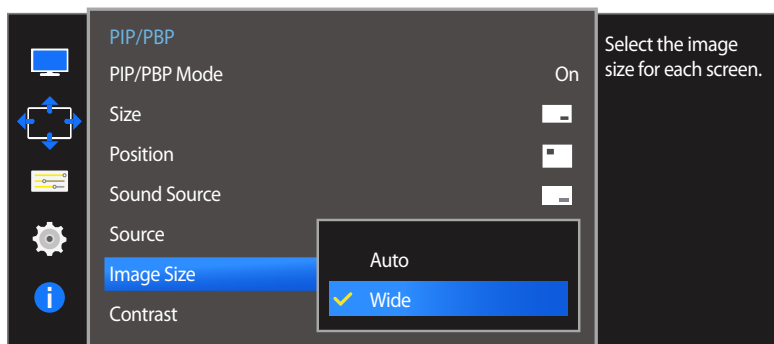 PIP/PBP
PIP/PBP Mode On
Size
Position
Sound Source
Source
Image Size
Contrast
Auto
Wide
Select the image
size for each screen.
i